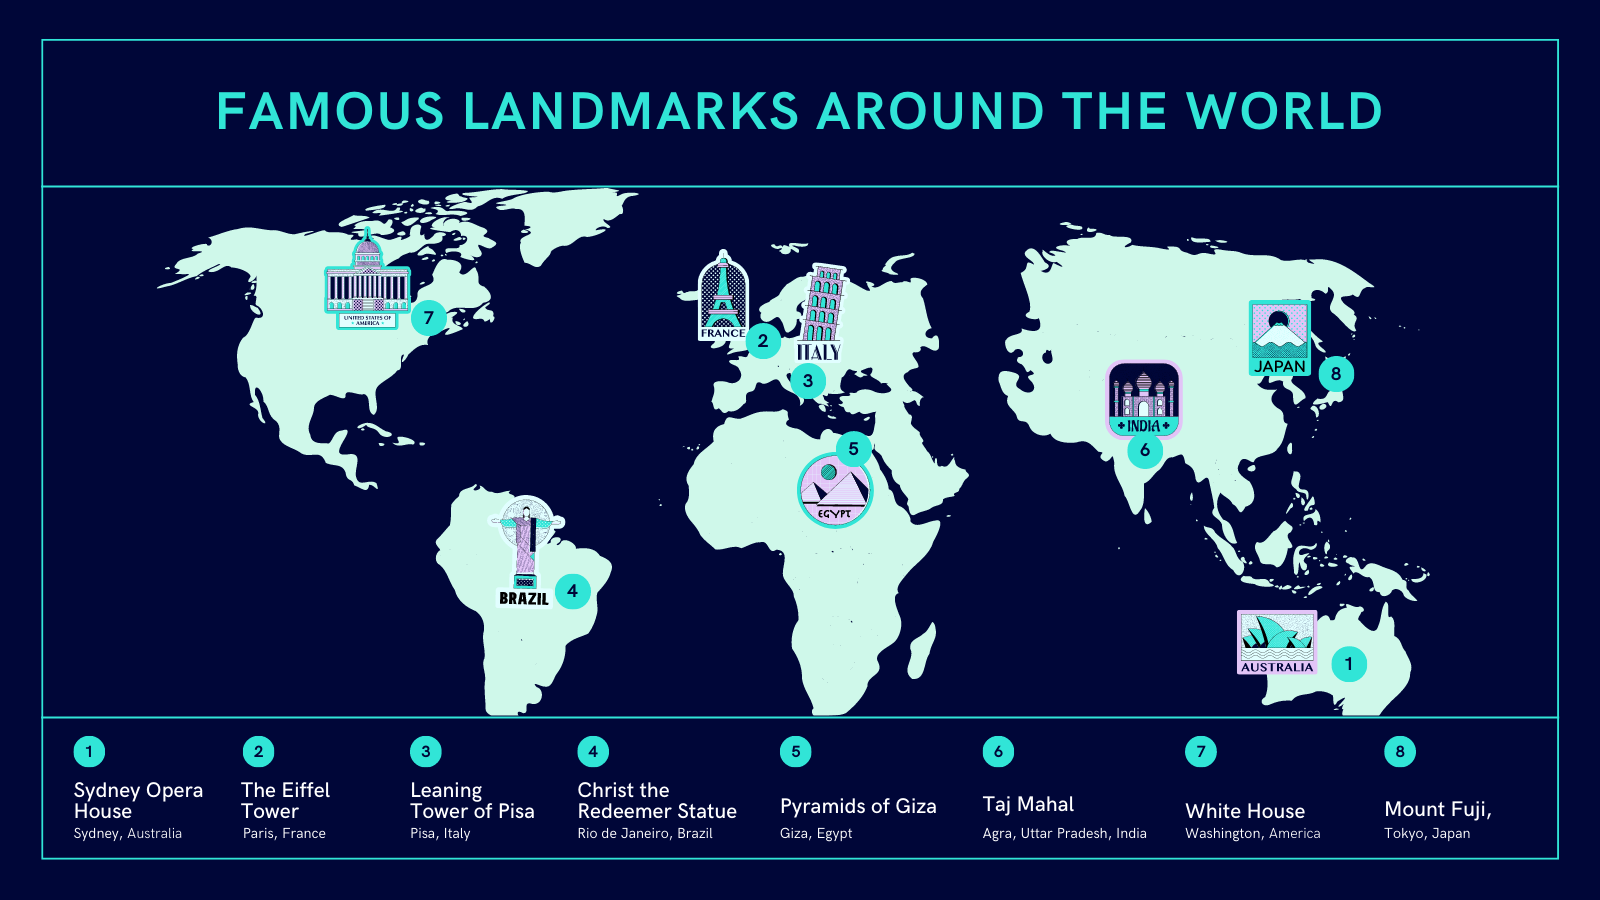 FAMOUS LANDMARKS AROUND THE WORLD
UNITED STATES OF
AMERICA
7
FRANCE
2
ITALY
3
JAPAN
8
INDIA
6
5
EGYPT
BRAZIL
4
AUSTRALIA
1
1
Sydney Opera
House
Sydney, Australia
2
The Eiffel
Tower
Paris, France
3
Leaning
Tower of Pisa
Pisa, Italy
4
Christ the
Redeemer Statue
Rio de Janeiro, Brazil
5
Pyramids of Giza
Giza, Egypt
6
Taj Mahal
Agra, Uttar Pradesh, India
7
White House
Washington, America
8
Mount Fuji,
Tokyo, Japan